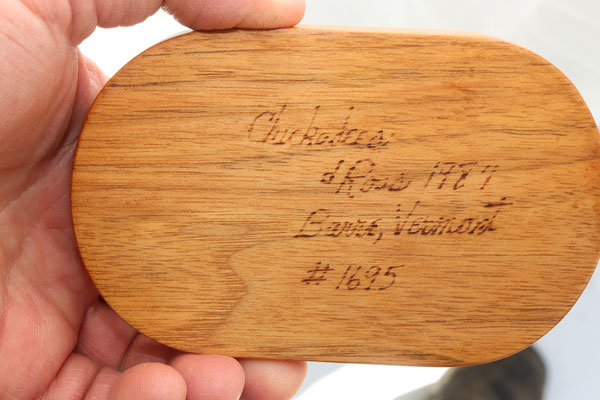 Chickadees
d Ross 1987
Barre, Vermont
# 1695